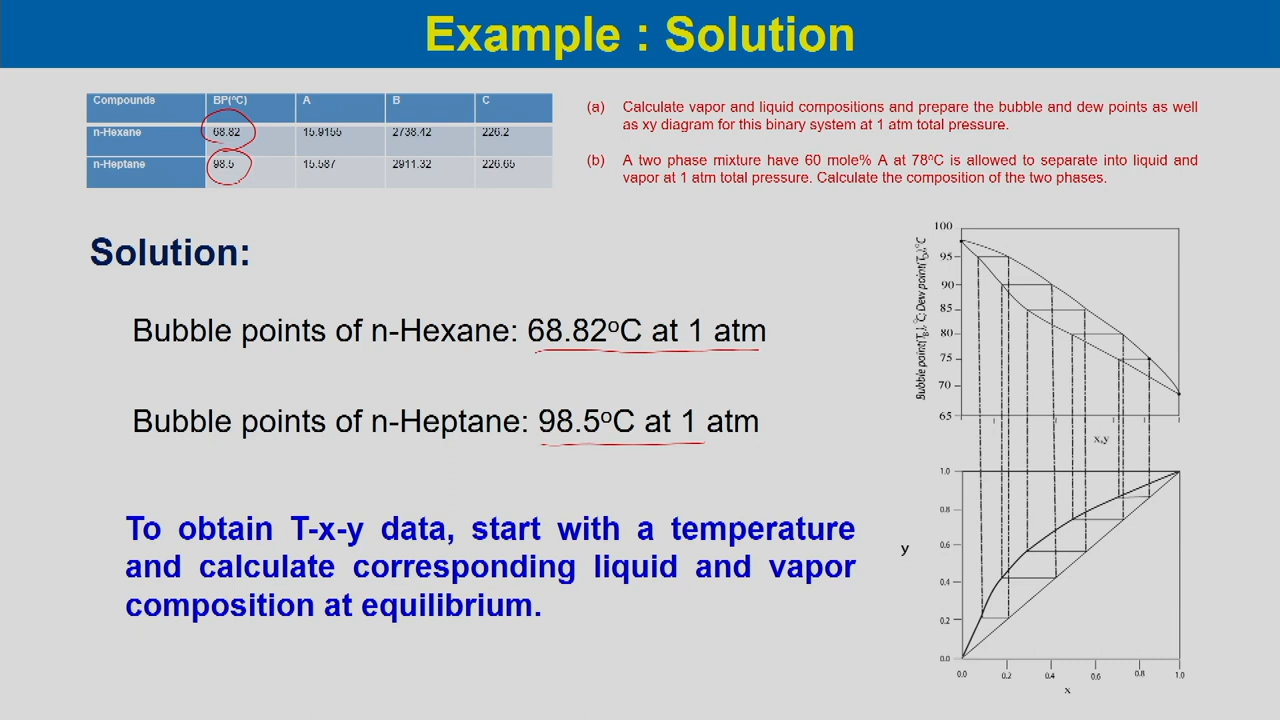 Example : Solution
Compounds BP(ºC) A B C
n-Hexane 68.82 15.9155 2738.42 226.2
n-Heptane 98.5 15.587 2911.32 226.65
(a) Calculate vapor and liquid compositions and prepare the bubble and dew points as well
as xy diagram for this binary system at 1 atm total pressure.
(b) A two phase mixture have 60 mole% A at 78ºC is allowed to separate into liquid and
vapor at 1 atm total pressure. Calculate the composition of the two phases.
Solution:
Bubble points of n-Hexane: 68.82ºC at 1 atm
Bubble points of n-Heptane: 98.5ºC at 1 atm
To obtain T-x-y data, start with a temperature
and calculate corresponding liquid and vapor
composition at equilibrium.
Bubble point(T_B),°C, Dew point(T_D),°C
100
95
90
85
80
75
70
65
x,y
1.0
0.8
0.6
0.4
0.2
0.0
y
0.0 0.2 0.4 0.6 0.8 1.0
x